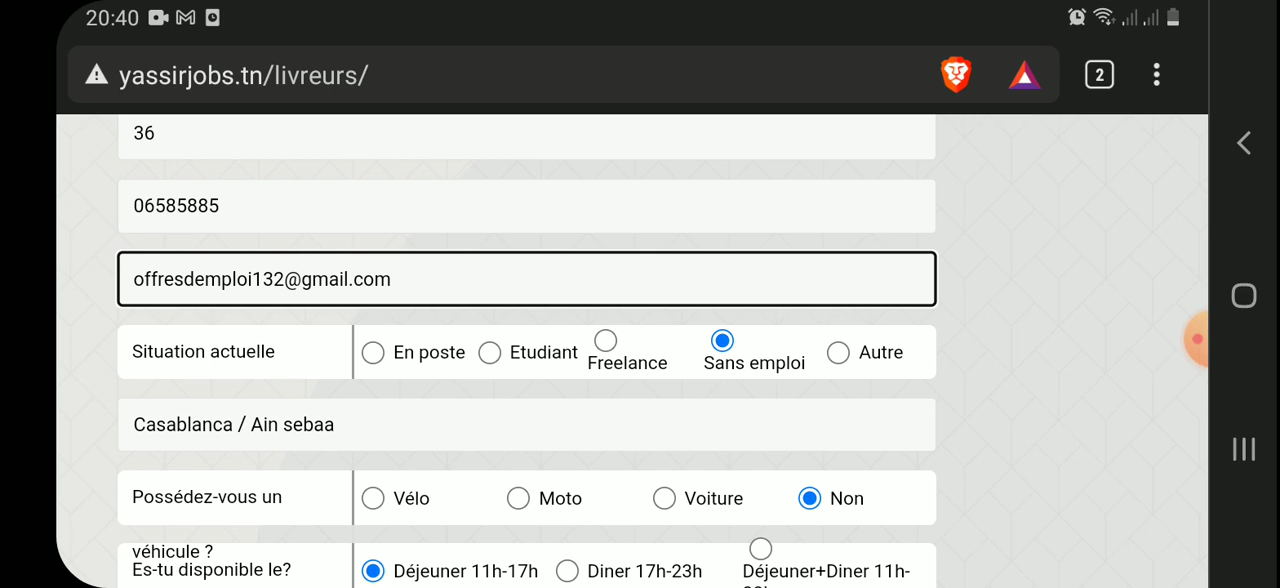 20:40
yassirjobs.tn/livreurs/
2
36
06585885
offresdemploi132@gmail.com
Situation actuelle
En poste Etudiant Freelance Sans emploi Autre
Casablanca / Ain sebaa
Possédez-vous un
Vélo Moto Voiture Non
véhicule ?
Es-tu disponible le?
Déjeuner 11h-17h Diner 17h-23h Déjeuner+Diner 11h-